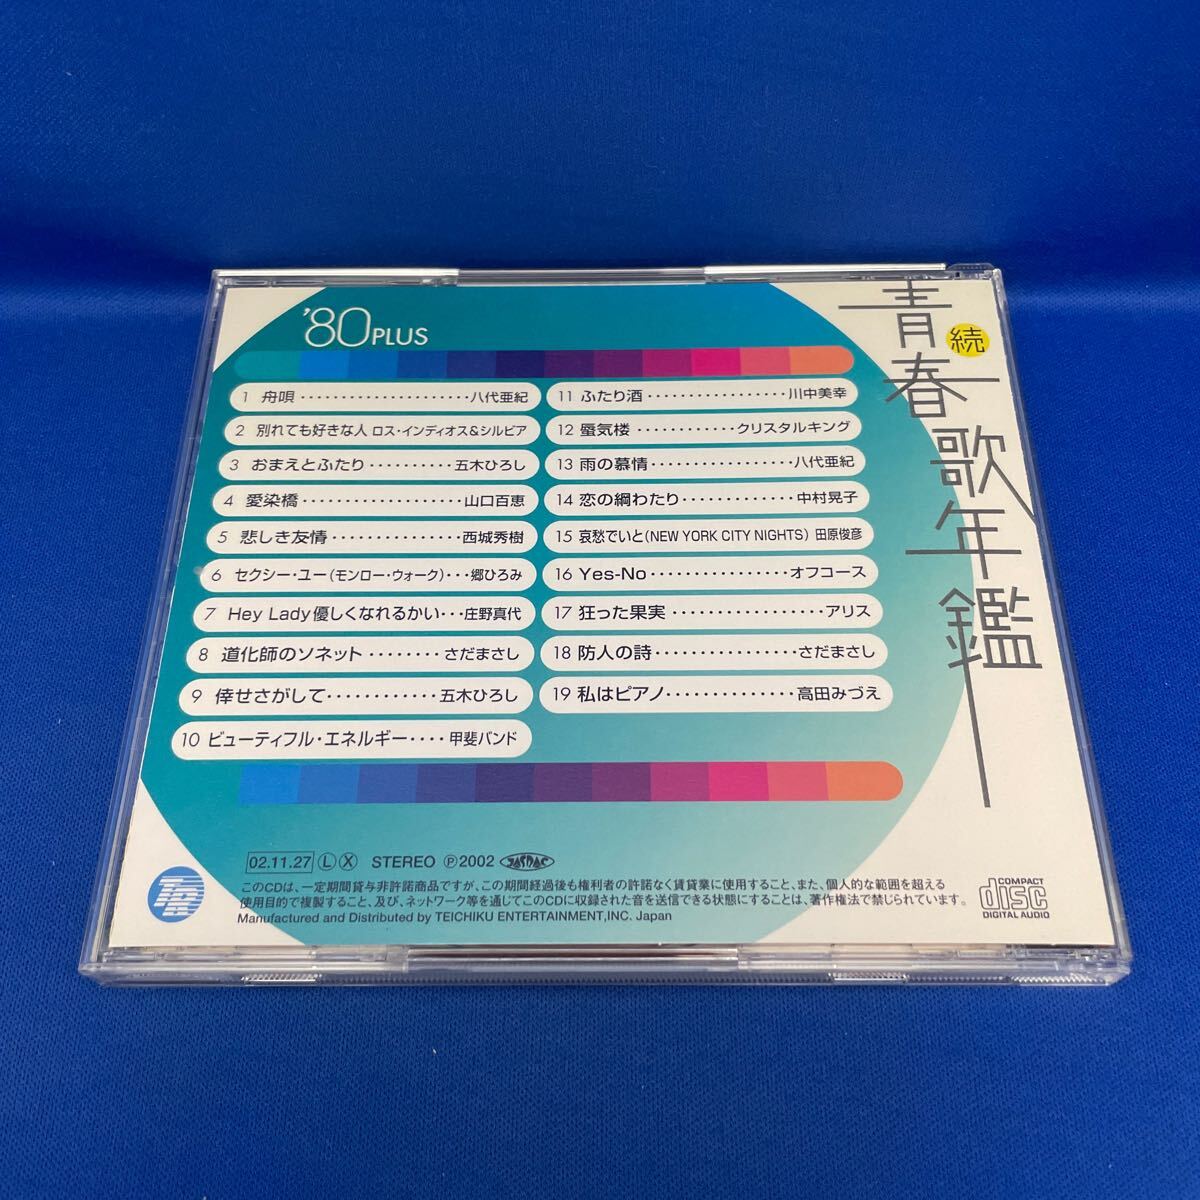 '80 PLUS
続
青春歌年鑑
1 舟唄・・・・・・・・・・・・・・・・・・・・・八代亜紀
2 別れても好きな人 ロス・インディオス&シルビア
3 おまえとふたり・・・・・・・・・・五木ひろし
4 愛染橋・・・・・・・・・・・・・・・・・・・・山口百恵
5 悲しき友情・・・・・・・・・・・・・・・・西城秀樹
6 セクシー・ユー(モンロー・ウォーク)・・・郷ひろみ
7 Hey Lady 優しくなれるかい・・・庄野真代
8 道化師のソネット・・・・・・・・さだまさし
9 倖せさがして・・・・・・・・・・・・五木ひろし
10 ビューティフル・エネルギー・・・・甲斐バンド
11 ふたり酒・・・・・・・・・・・・・・・・・川中美幸
12 蜃気楼・・・・・・・・・・・・クリスタルキング
13 雨の慕情・・・・・・・・・・・・・・・・・八代亜紀
14 恋の綱わたり・・・・・・・・・・・・・中村晃子
15 哀愁でいと(NEW YORK CITY NIGHTS) 田原俊彦
16 Yes-No・・・・・・・・・・・・・・・・オフコース
17 狂った果実・・・・・・・・・・・・・・・・・・アリス
18 防人の詩・・・・・・・・・・・・・・・・さだまさし
19 私はピアノ・・・・・・・・・・・・・高田みづえ
02.11.27 L X STEREO P2002 JASRAC
このCDは、一定期間貸与非許諾商品ですが、この期間経過後も権利者の許諾なく賃貸業に使用すること、また、個人的な範囲を超える
使用目的で複製すること、及び、ネットワーク等を通じてこのCDに収録された音を送信できる状態にすることは、著作権法で禁じられています。
Manufactured and Distributed by TEICHIKU ENTERTAINMENT,INC. Japan
COMPACT
disc
DIGITAL AUDIO